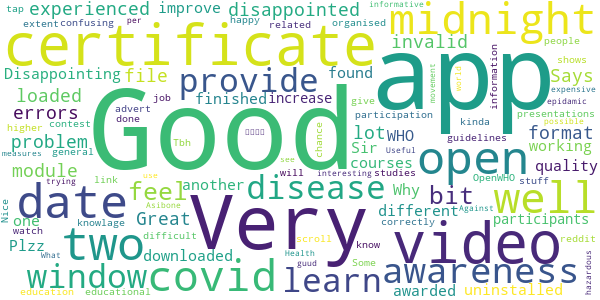 tap experienced improve disappointed happy related organised extent confusing
per informative people
certificate midnight app
Disappointing file provide found invalid Says
loaded finished Increase lot WHO format shows expensive epidamic
errors advert job done give participation information movement world
problem general contest higher Good chance Sir courses guidelines kinda presentations working possible
module measures trying link Tbh see disease Why Useful OpenWHO open stuff quality
date feel another will interesting studies bit well
Nice one watch knowlage Great Very different correctly Against participants
Plzz two Asibone use downloaded difficult know video reddit
window covid Health guud learn awareness hazardous
What education educational Some scroll awarded uninstalled